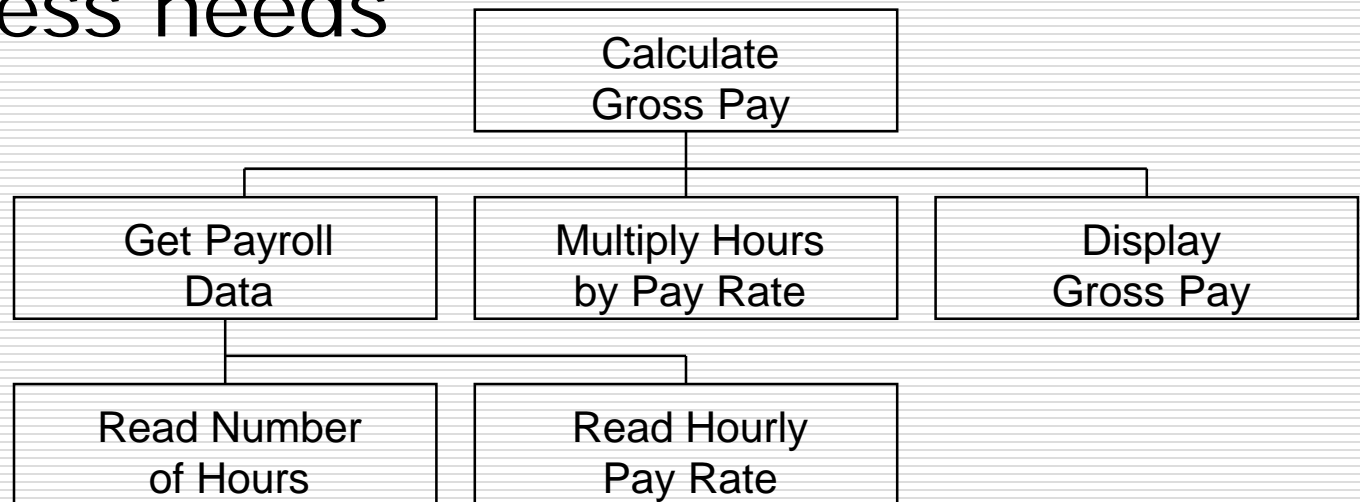 ess needs
Calculate
Gross Pay
Get Payroll
Data
Multiply Hours
by Pay Rate
Display
Gross Pay
Read Number
of Hours
Read Hourly
Pay Rate